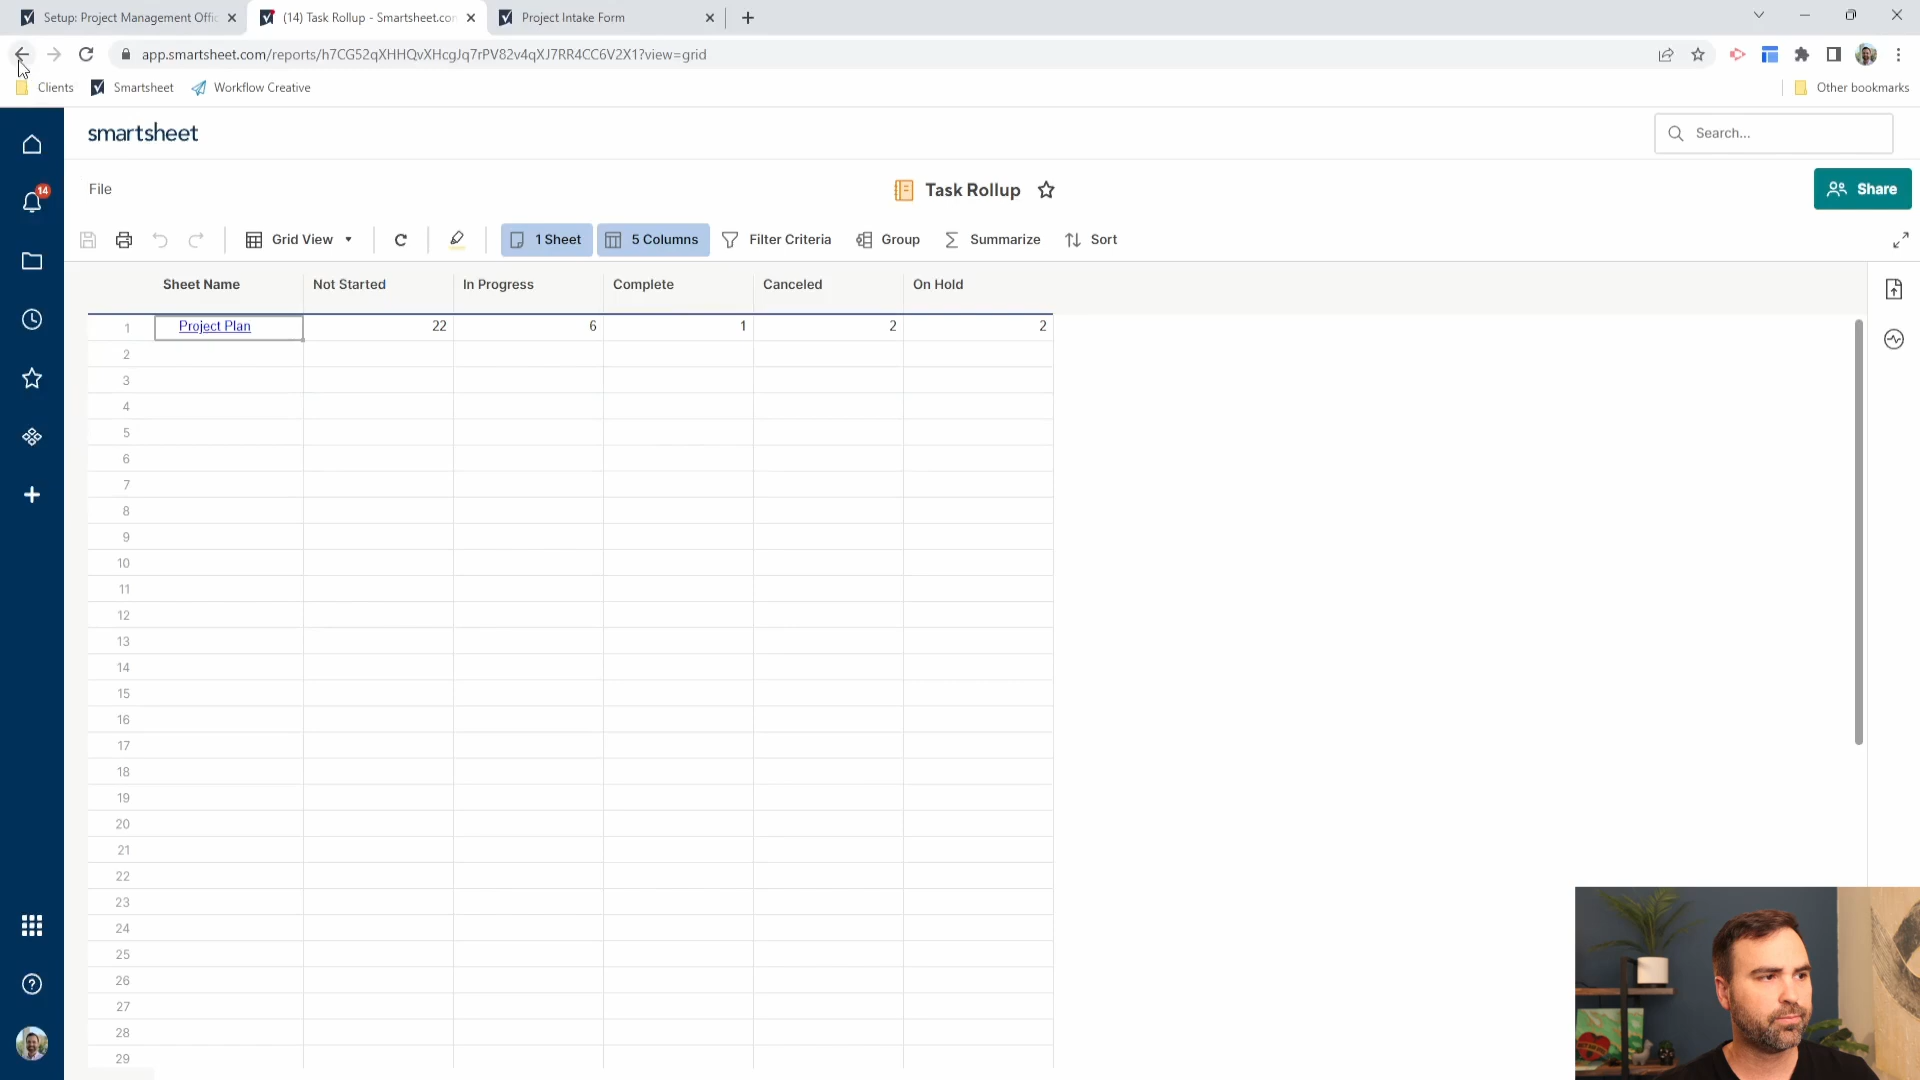 Setup: Project Management Offic
(14) Task Rollup - Smartsheet.com
Project Intake Form
app.smartsheet.com/reports/h7CG52qXHHQvXHcgJq7rPV82v4qXJ7RR4CC6V2X1?view=grid
Clients
Smartsheet
Workflow Creative
Other bookmarks
smartsheet
Search...
14
File
Task Rollup
Share
Grid View
1 Sheet
5 Columns
Filter Criteria
Group
Summarize
Sort
Sheet Name Not Started In Progress Complete Canceled On Hold
1 Project Plan 22 6 1 2 2
2
3
4
5
6
7
8
9
10
11
12
13
14
15
16
17
18
19
20
21
22
23
24
25
26
27
28
29